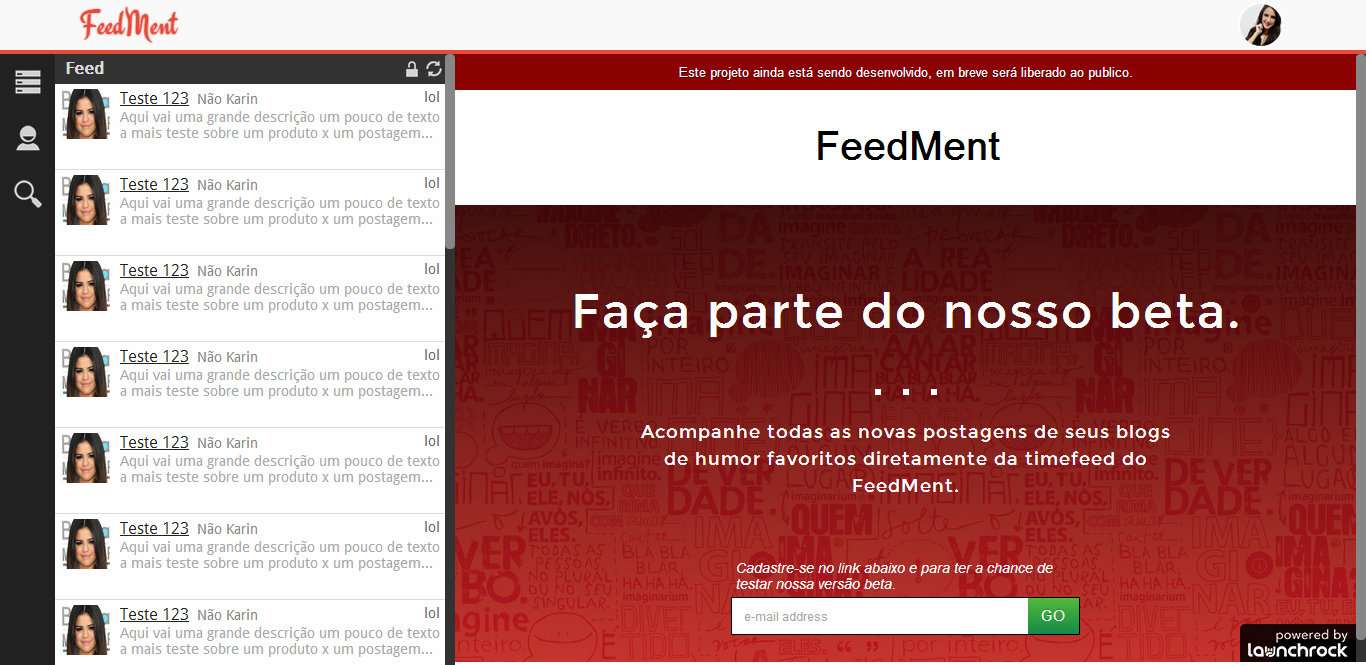 FeedMent
Feed
Teste 123 Não Karin lol
Aqui vai uma grande descrição um pouco de texto
a mais teste sobre um produto x um postagem...
Teste 123 Não Karin lol
Aqui vai uma grande descrição um pouco de texto
a mais teste sobre um produto x um postagem...
Teste 123 Não Karin lol
Aqui vai uma grande descrição um pouco de texto
a mais teste sobre um produto x um postagem...
Teste 123 Não Karin lol
Aqui vai uma grande descrição um pouco de texto
a mais teste sobre um produto x um postagem...
Teste 123 Não Karin lol
Aqui vai uma grande descrição um pouco de texto
a mais teste sobre um produto x um postagem...
Teste 123 Não Karin lol
Aqui vai uma grande descrição um pouco de texto
a mais teste sobre um produto x um postagem...
Teste 123 Não Karin lol
Aqui vai uma grande descrição um pouco de texto
a mais teste sobre um produto x um postagem...
Este projeto ainda está sendo desenvolvido, em breve será liberado ao publico.
FeedMent
Faça parte do nosso beta.
. . .
Acompanhe todas as novas postagens de seus blogs
de humor favoritos diretamente da timefeed do
FeedMent.
Cadastre-se no link abaixo e para ter a chance de
testar nossa versão beta.
e-mail address GO
powered by
launchrock